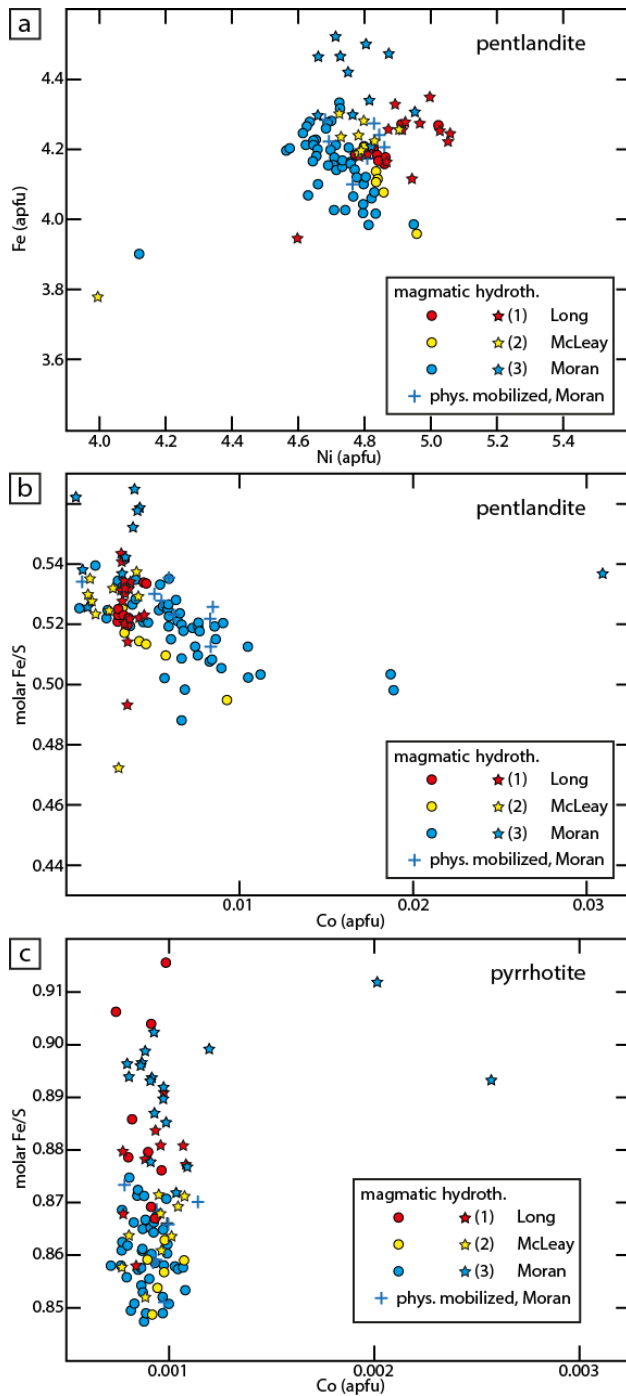 a
pentlandite
4.4
4.2
4.0
3.8
3.6
Fe (apfu)
magmatic hydroth.
(1) Long
(2) McLeay
(3) Moran
+ phys. mobilized, Moran
4.0 4.2 4.4 4.6 4.8 5.0 5.2 5.4
Ni (apfu)
b
pentlandite
0.54
0.52
0.50
0.48
0.46
0.44
molar Fe/S
magmatic hydroth.
(1) Long
(2) McLeay
(3) Moran
+ phys. mobilized, Moran
0.01 0.02 0.03
Co (apfu)
c
pyrrhotite
0.91
0.90
0.89
0.88
0.87
0.86
0.85
molar Fe/S
magmatic hydroth.
(1) Long
(2) McLeay
(3) Moran
+ phys. mobilized, Moran
0.001 0.002 0.003
Co (apfu)